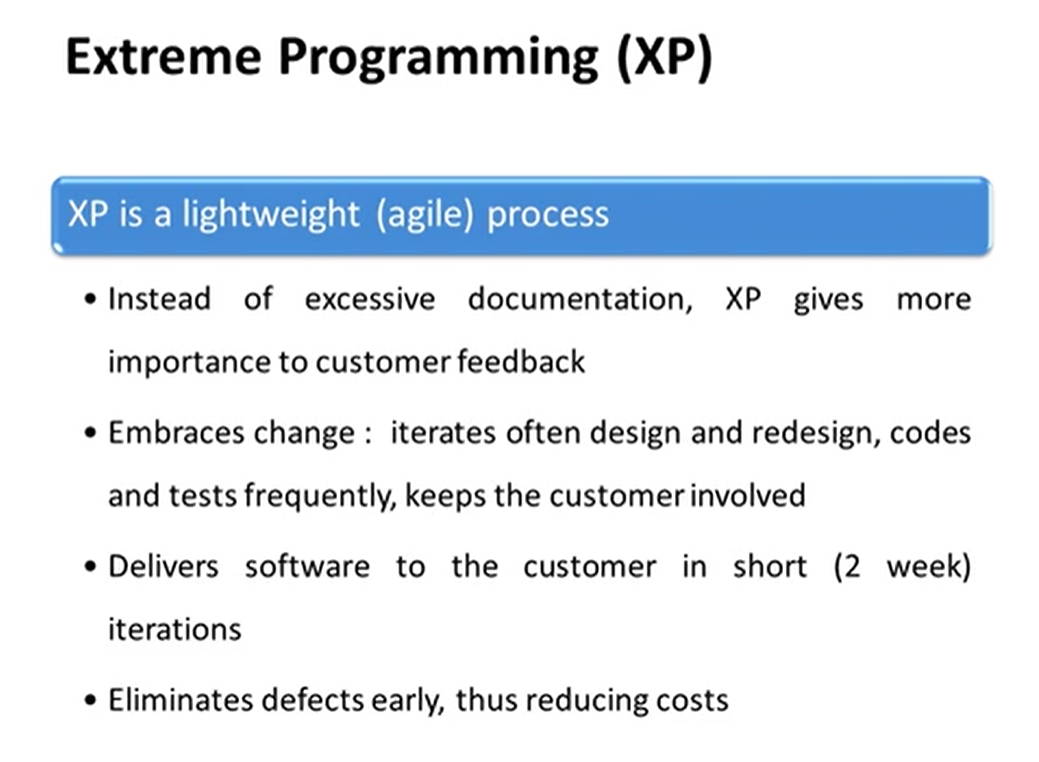 Extreme Programming (XP)
XP is a lightweight (agile) process
• Instead of excessive documentation, XP gives more
importance to customer feedback
• Embraces change : iterates often design and redesign, codes
and tests frequently, keeps the customer involved
• Delivers software to the customer in short (2 week)
iterations
• Eliminates defects early, thus reducing costs